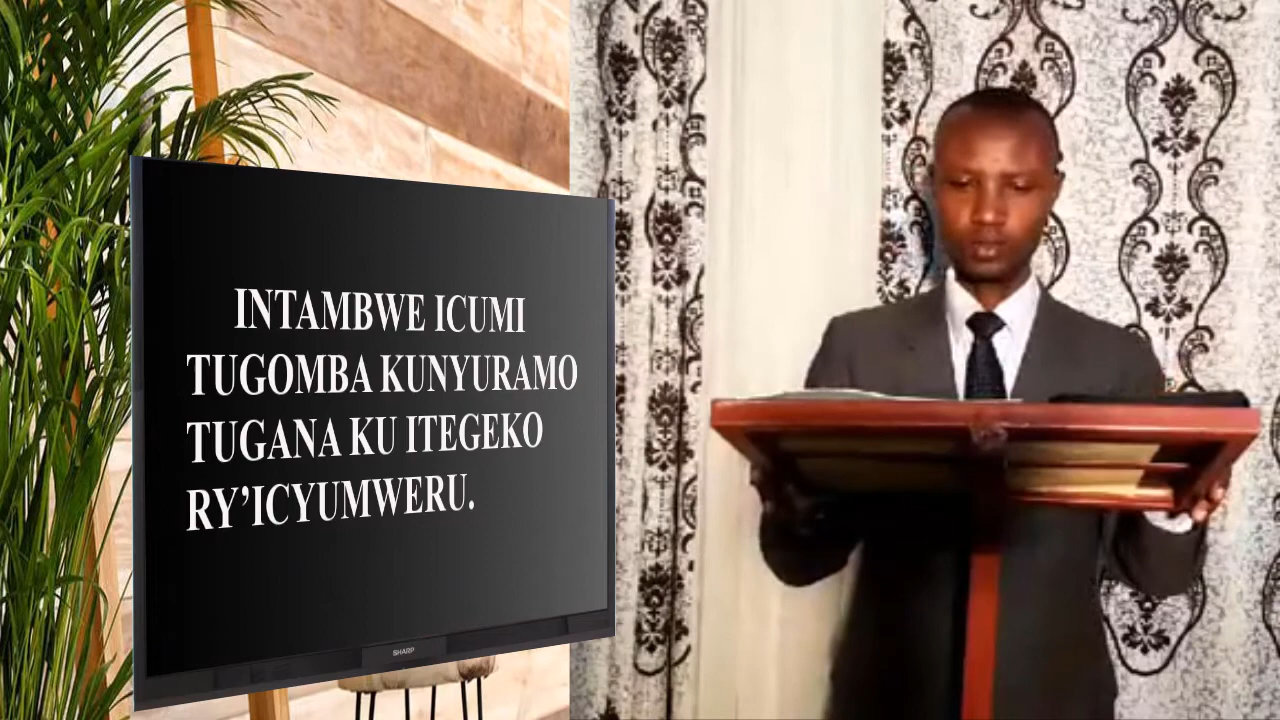 INTAMBWE ICUMI
TUGOMBA KUNYURAMO
TUGANA KU ITEGEKO
RY’ICYUMWERU.
SHARP